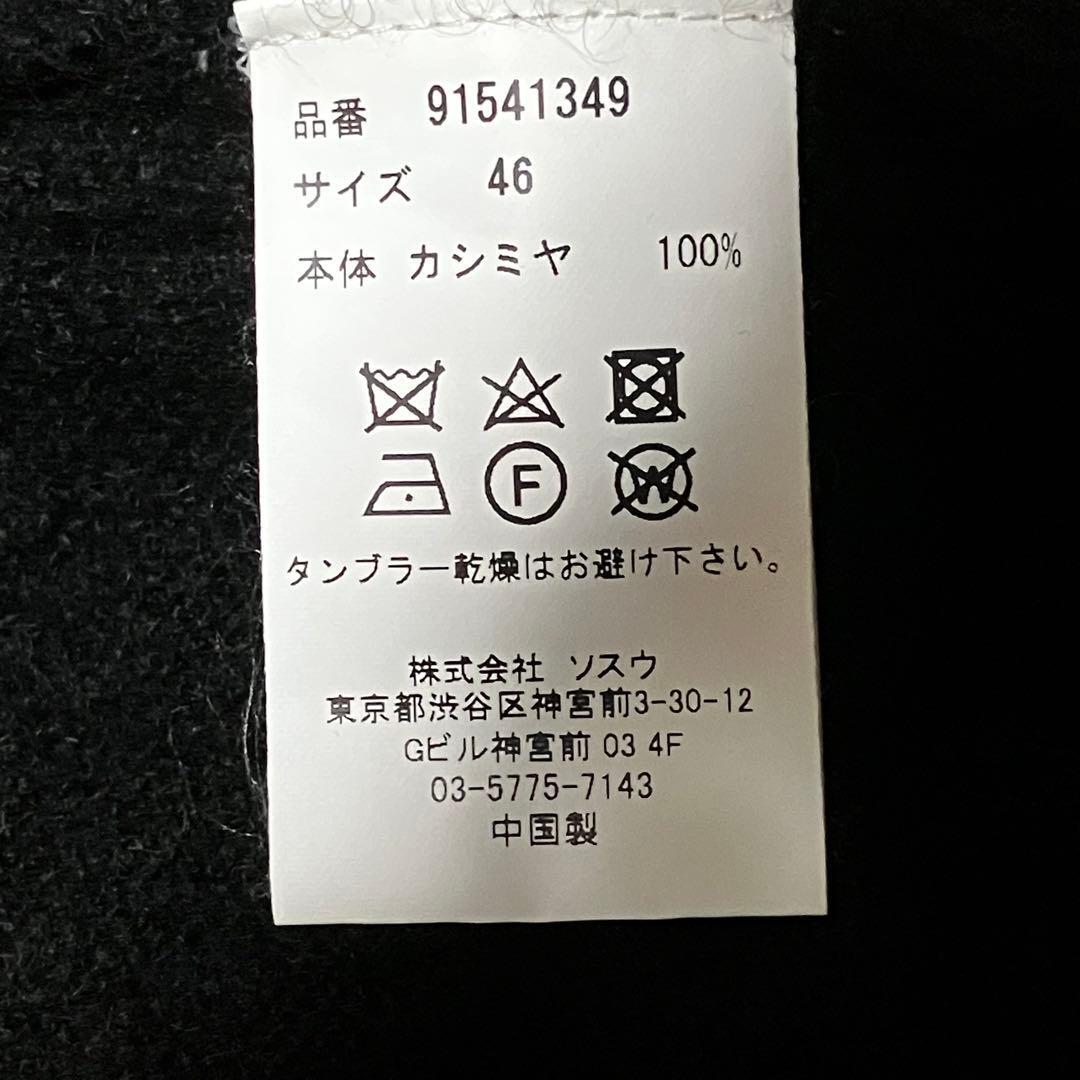 品番 91541349
サイズ 46
本体 カシミヤ 100%
F W
タンブラー乾燥はお避け下さい。
株式会社 ソスウ
東京都渋谷区神宮前3-30-12
Gビル神宮前 03 4F
03-5775-7143
中国製